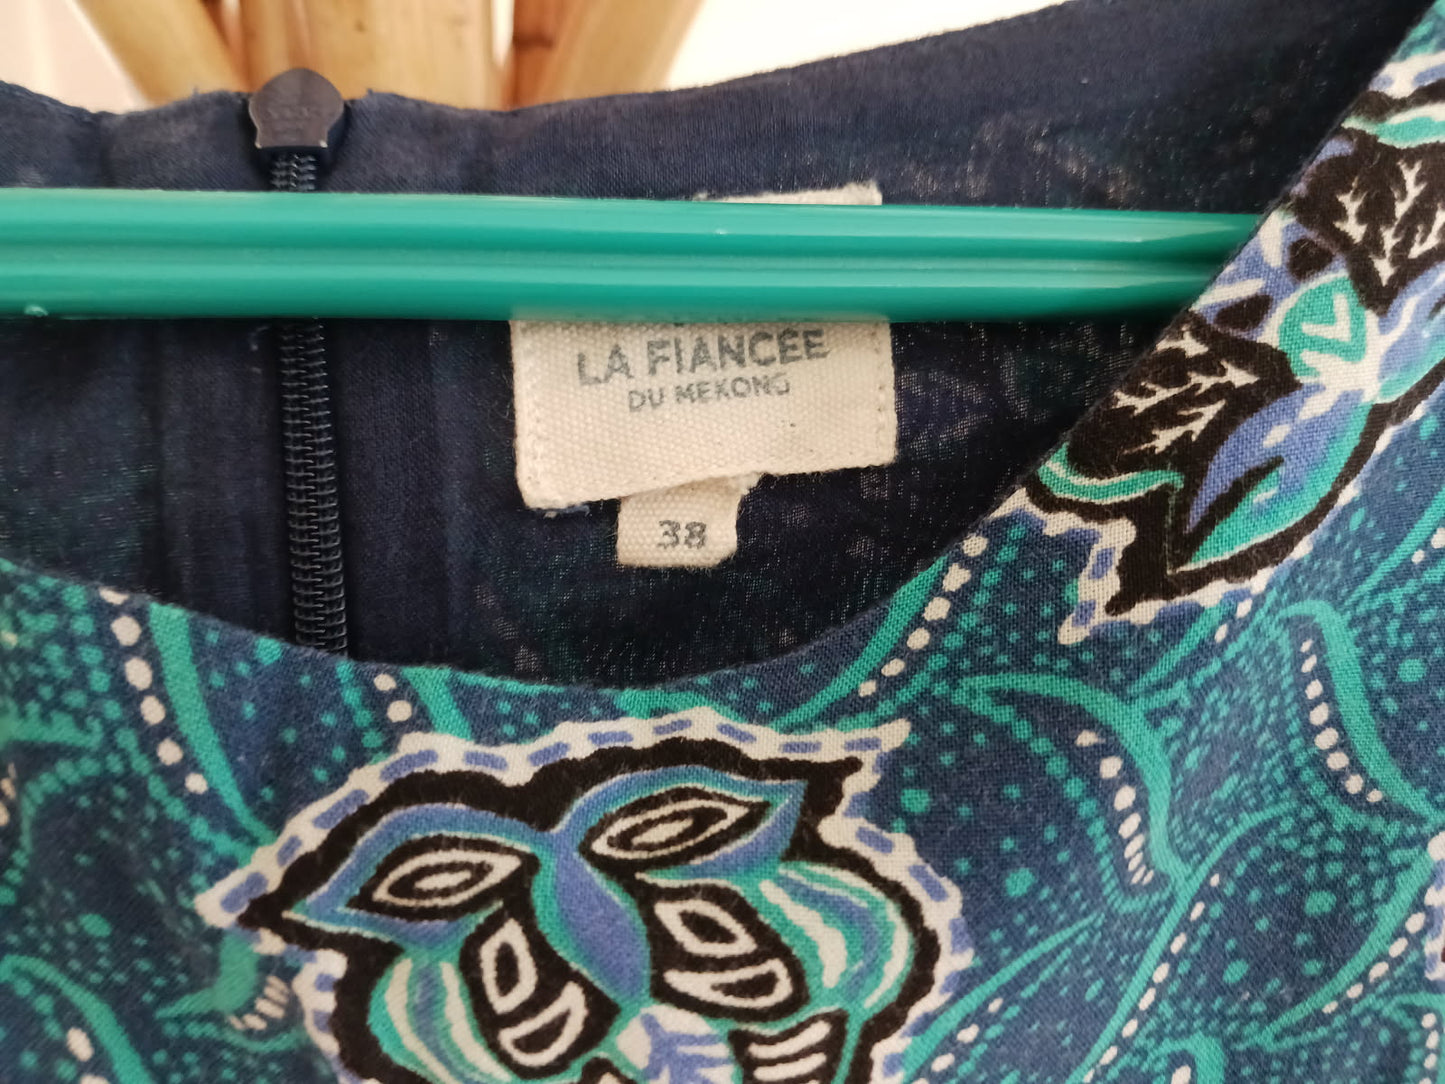 LA FIANCÉE
DU MEKONG
38